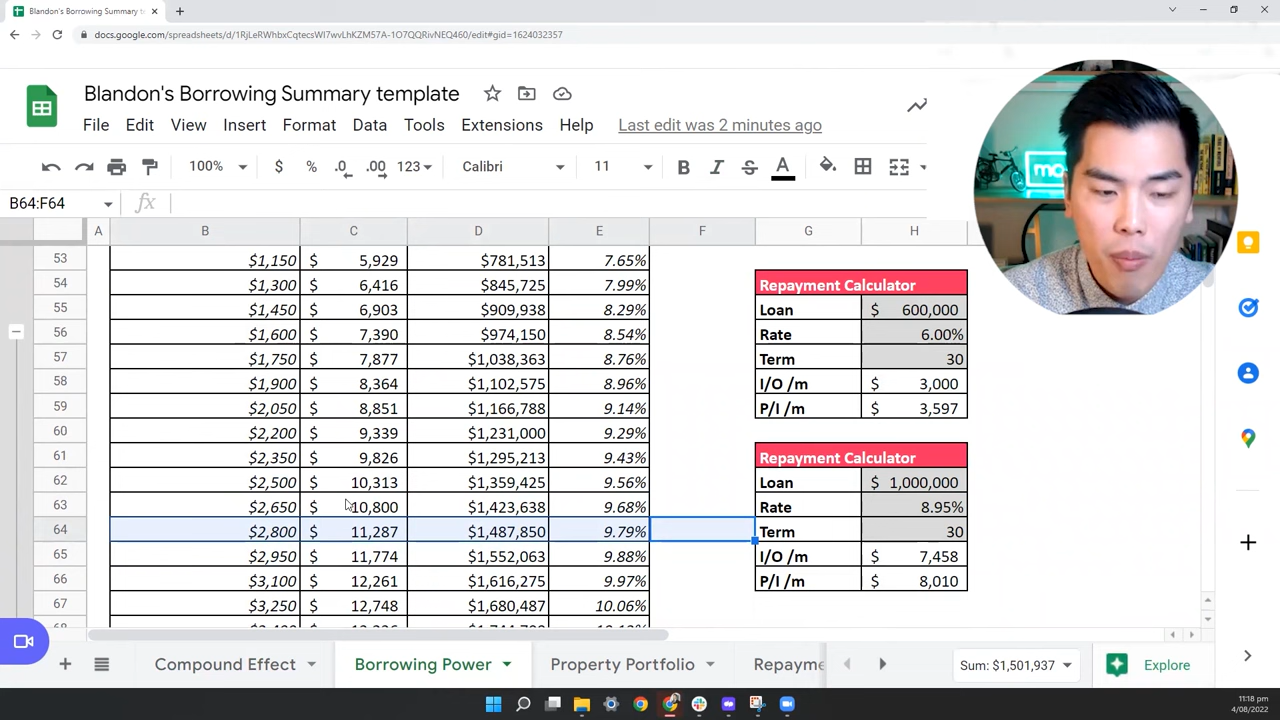 Blandon's Borrowing Summary te
docs.google.com/spreadsheets/d/1RjLeRWhbxCqtecsWI7wvLhKZM57A-1O7QQRivNEQ460/edit#gid=1624032357
Blandon's Borrowing Summary template
File Edit View Insert Format Data Tools Extensions Help Last edit was 2 minutes ago
100% $ % .0 .00 123 Calibri 11 B I S A
B64:F64 fx
A B C D E F G H
53 $1,150 $ 5,929 $781,513 7.65%
54 $1,300 $ 6,416 $845,725 7.99% Repayment Calculator
55 $1,450 $ 6,903 $909,938 8.29% Loan $ 600,000
56 $1,600 $ 7,390 $974,150 8.54% Rate 6.00%
57 $1,750 $ 7,877 $1,038,363 8.76% Term 30
58 $1,900 $ 8,364 $1,102,575 8.96% I/O /m $ 3,000
59 $2,050 $ 8,851 $1,166,788 9.14% P/I /m $ 3,597
60 $2,200 $ 9,339 $1,231,000 9.29%
61 $2,350 $ 9,826 $1,295,213 9.43% Repayment Calculator
62 $2,500 $ 10,313 $1,359,425 9.56% Loan $ 1,000,000
63 $2,650 $ 10,800 $1,423,638 9.68% Rate 8.95%
64 $2,800 $ 11,287 $1,487,850 9.79% Term 30
65 $2,950 $ 11,774 $1,552,063 9.88% I/O /m $ 7,458
66 $3,100 $ 12,261 $1,616,275 9.97% P/I /m $ 8,010
67 $3,250 $ 12,748 $1,680,487 10.06%
Compound Effect Borrowing Power Property Portfolio Repayme Sum: $1,501,937 Explore
11:18 pm
4/08/2022